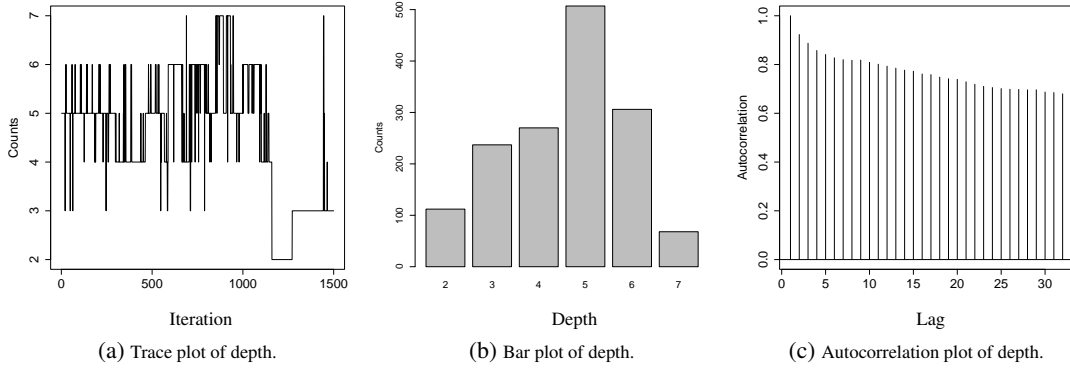 7
6
5
4
3
2
Counts
0
500
1000
1500
Iteration
(a) Trace plot of depth.
500
400
300
200
100
0
Counts
2 3 4 5 6 7
Depth
(b) Bar plot of depth.
1.0
0.8
0.6
0.4
0.2
0.0
Autocorrelation
0 5 10 15 20 25 30
Lag
(c) Autocorrelation plot of depth.